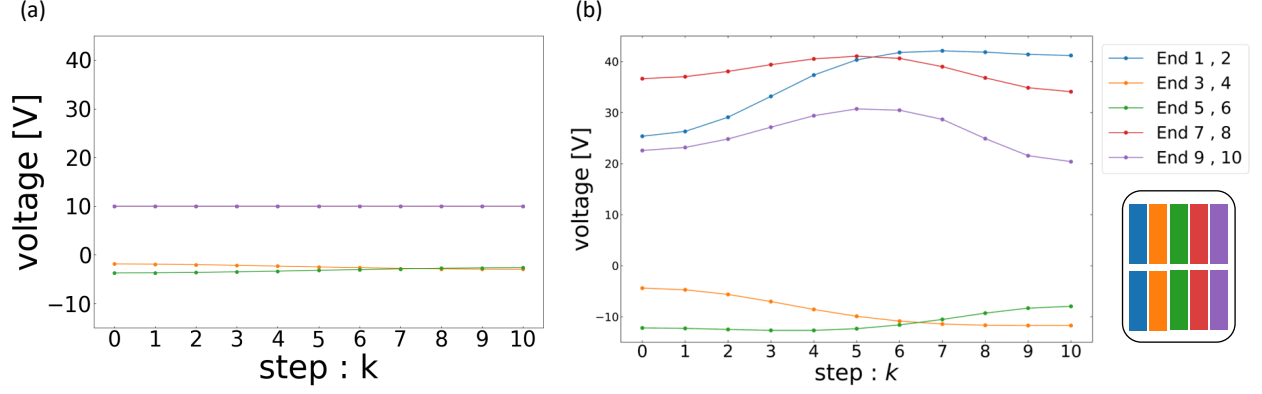 (a)
voltage [V]
40
30
20
10
0
−10
0 1 2 3 4 5 6 7 8 9 10
step : k
(b)
voltage [V]
40
30
20
10
0
−10
0 1 2 3 4 5 6 7 8 9 10
step : k
End 1 , 2
End 3 , 4
End 5 , 6
End 7 , 8
End 9 , 10